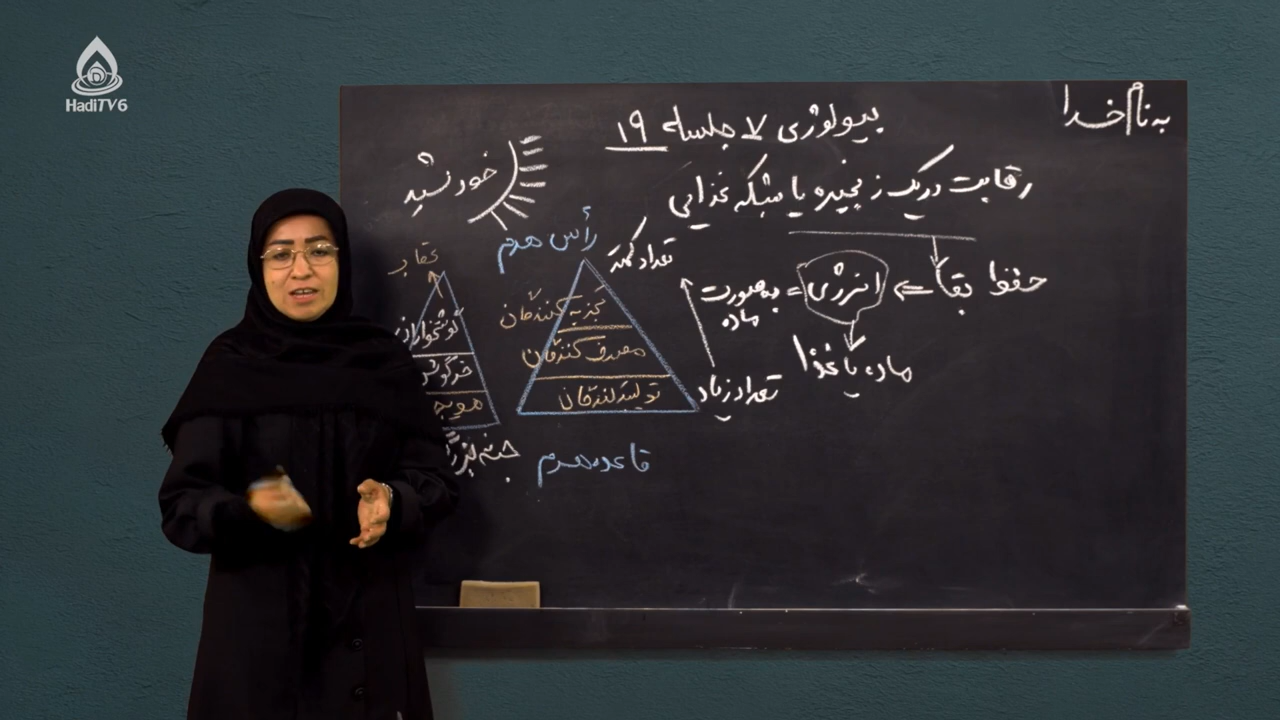 HadiTV6
به نام خدا
بیولوژی ۷ جلسه ۱۹
رقابت در یک زنجیره یا شبکه غذایی
حفظ بقا ⇐ انرژی = به صورت ماده
ماده یا غذا
خورشید
رأس هرم
تعداد کمتر
تجزیه کنندگان
مصرف کنندگان
تولید کنندگان
تعداد زیاد
قاعده هرم
عقاب
گوشتخواران
خرگوش